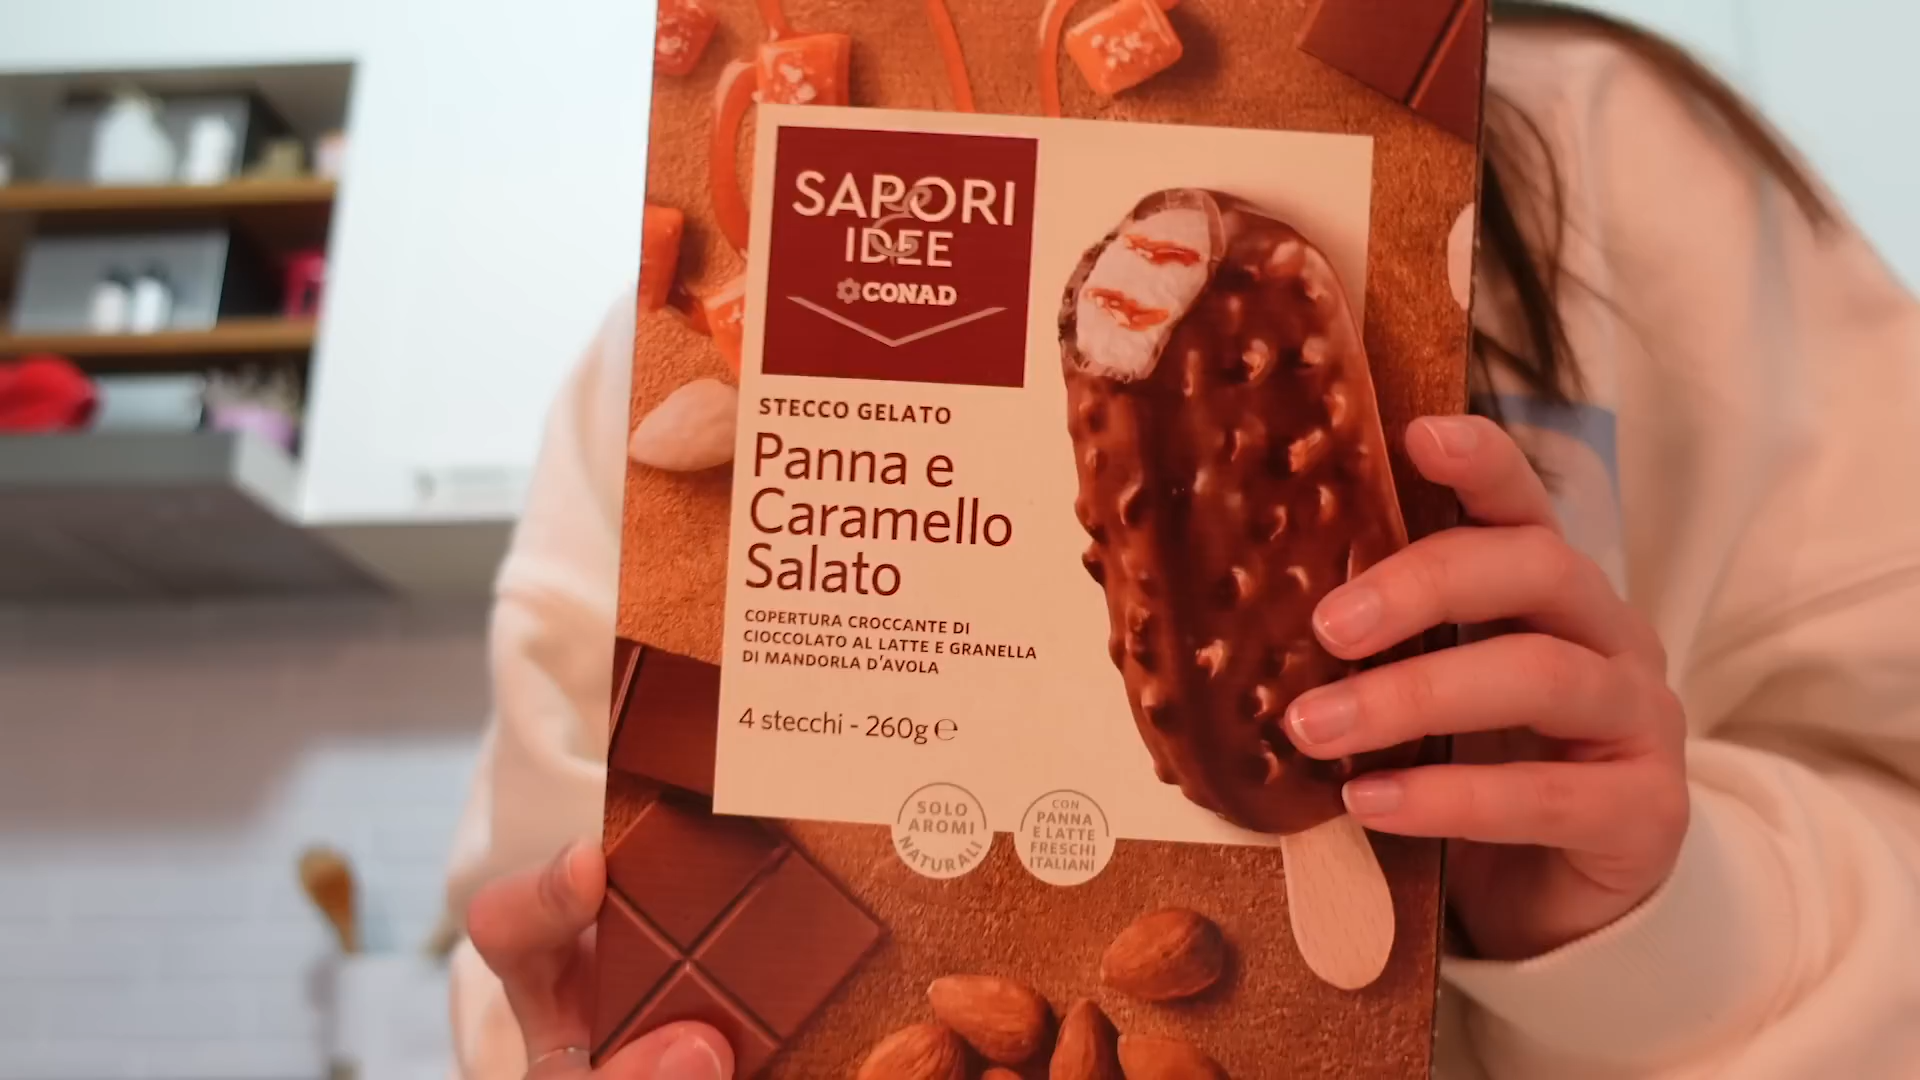 SAPORI
&
IDEE
CONAD
STECCO GELATO
Panna e
Caramello
Salato
COPERTURA CROCCANTE DI
CIOCCOLATO AL LATTE E GRANELLA
DI MANDORLA D'AVOLA
4 stecchi - 260g ℮
SOLO
AROMI
NATURALI
CON
PANNA
E LATTE
FRESCHI
ITALIANI